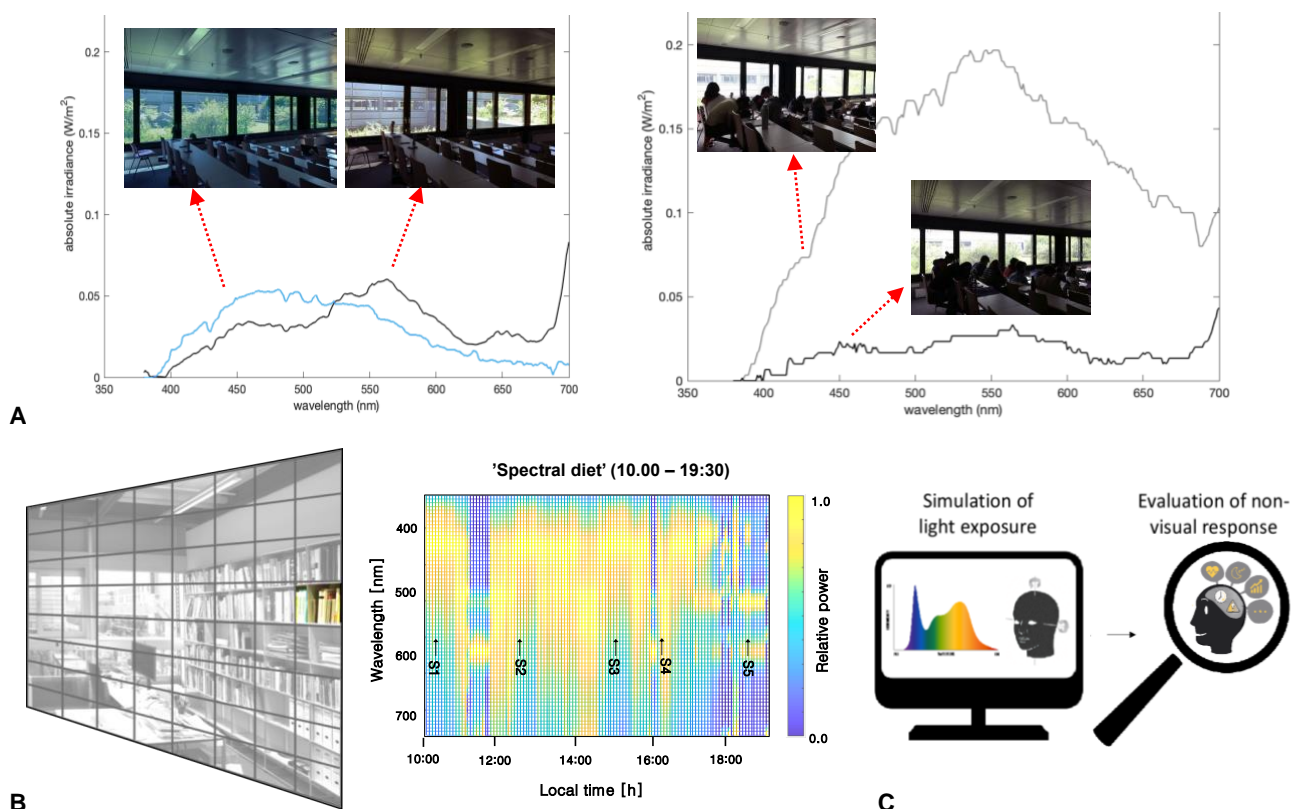 0.2
0.15
0.1
0.05
0
absolute irradiance (W/m²)
350
400
450
500
550
600
650
700
wavelength (nm)
0.2
0.15
0.1
0.05
0
absolute irradiance (W/m²)
350
400
450
500
550
600
650
700
wavelength (nm)
A
'Spectral diet' (10.00 – 19:30)
400
500
600
700
Wavelength [nm]
←S1
←S2
←S3
←S4
←S5
10:00
12:00
14:00
16:00
18:00
Local time [h]
1.0
0.0
Relative power
B
Simulation of
light exposure
Evaluation of non-
visual response
C